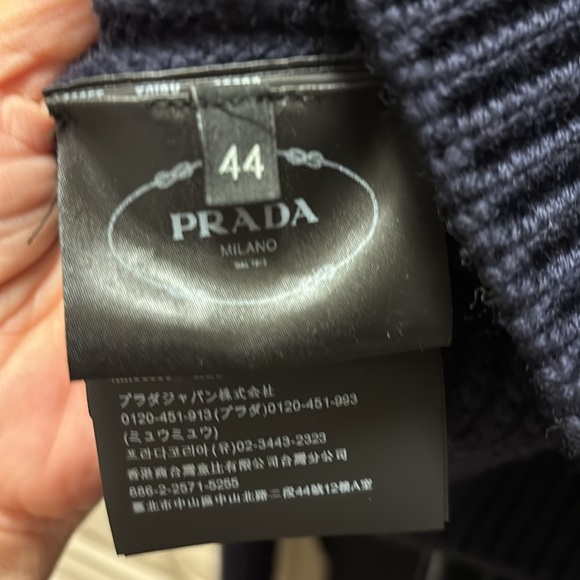 44
PRADA
MILANO
DAL 1913
プラダジャパン株式会社
0120-451-913(プラダ)0120-451-993
(ミュウミュウ)
프라다코리아(유)02-3443-2323
香港商台灣普比有限公司台灣分公司
886-2-2571-5255
臺北市中山區中山北路二段44號12樓A室